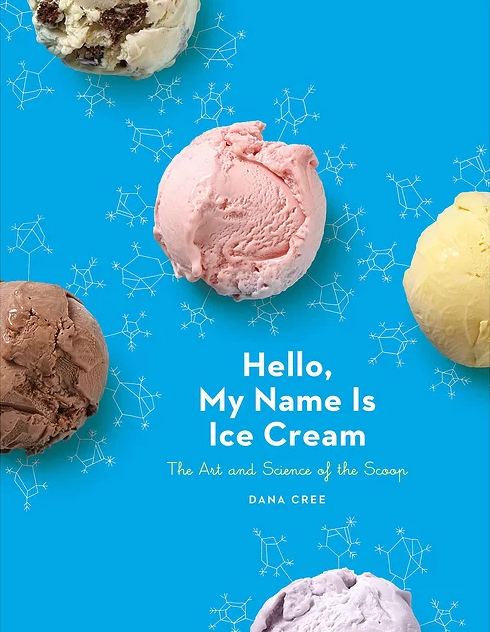 Hello,
My Name Is
Ice Cream
The Art and Science of the Scoop
DANA CREE